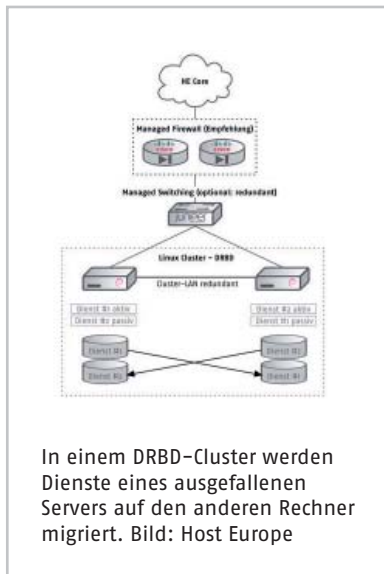 HE Core
Managed Firewall (Empfehlung)
Managed Switching (optional: redundant)
Linux Cluster - DRBD
Cluster-LAN redundant
Dienst #1 aktiv
Dienst #2 passiv
Dienst #2 aktiv
Dienst #1 passiv
Dienst #1
Dienst #2
Dienst #2
Dienst #1
In einem DRBD-Cluster werden
Dienste eines ausgefallenen
Servers auf den anderen Rechner
migriert. Bild: Host Europe